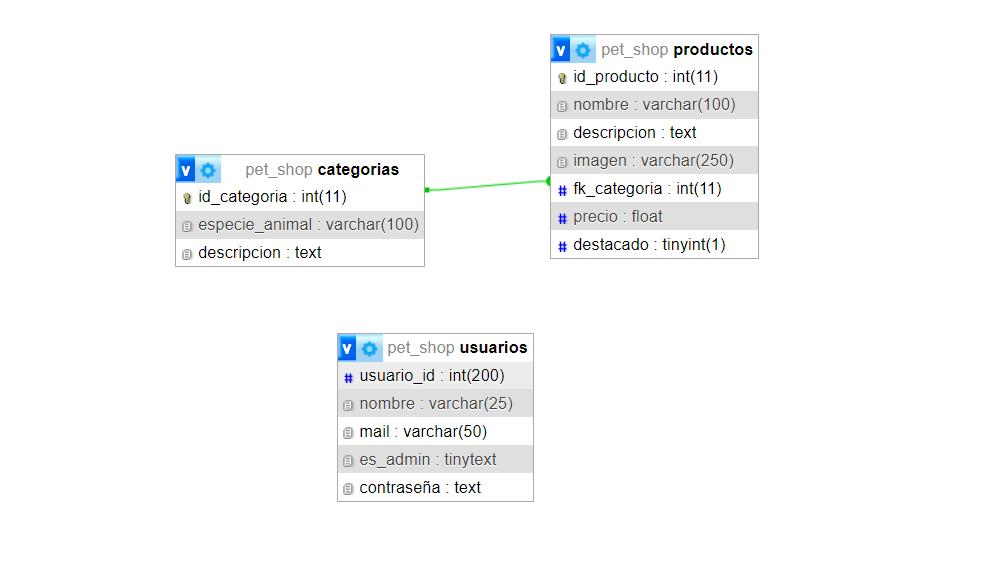 v pet_shop productos
id_producto : int(11)
nombre : varchar(100)
descripcion : text
imagen : varchar(250)
# fk_categoria : int(11)
# precio : float
# destacado : tinyint(1)
v pet_shop categorias
id_categoria : int(11)
especie_animal : varchar(100)
descripcion : text
v pet_shop usuarios
# usuario_id : int(200)
nombre : varchar(25)
mail : varchar(50)
es_admin : tinytext
contraseña : text